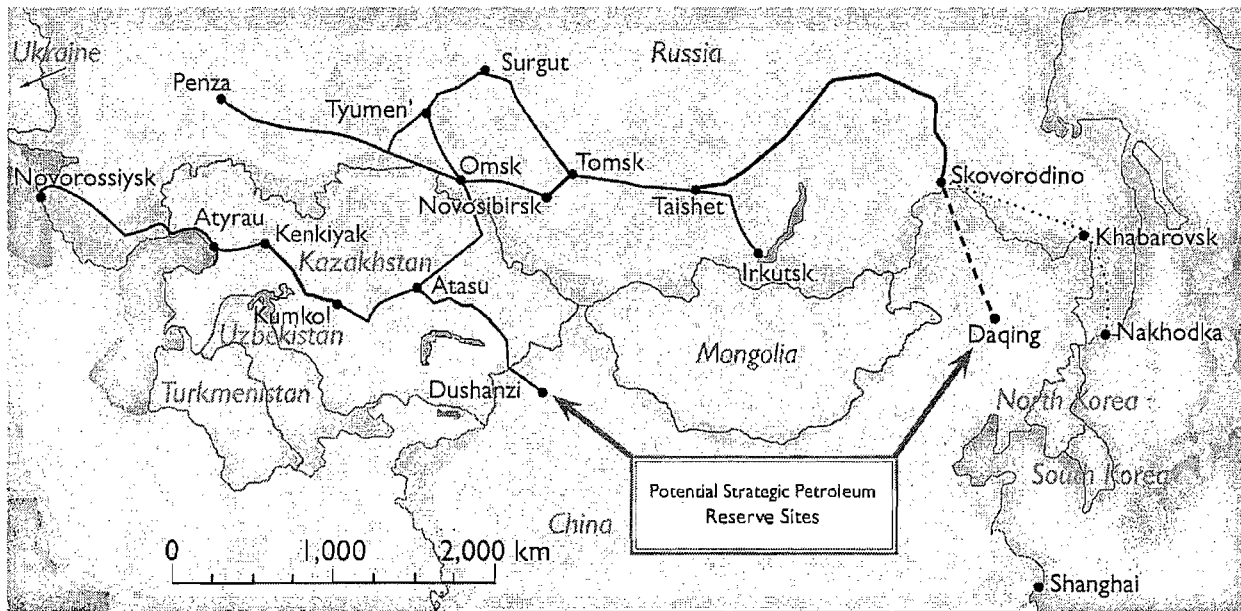 Ukraine
Russia
Surgut
Penza
Tyumen'
Omsk
Tomsk
Novorossiysk
Novosibirsk
Taishet
Skovorodino
Atyrau
Kenkiyak
Khabarovsk
Kazakhstan
Irkutsk
Atasu
Kumkol
Uzbekistan
Daqing
Nakhodka
Mongolia
Turkmenistan
Dushanzi
North Korea
South Korea
Potential Strategic Petroleum
Reserve Sites
China
0 1,000 2,000 km
Shanghai